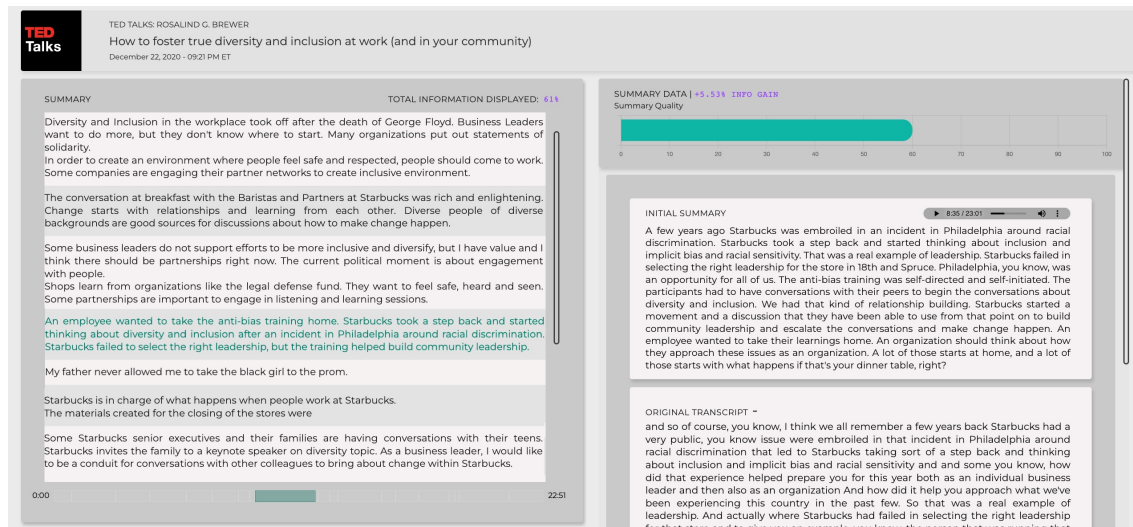 TED
Talks
TED TALKS: ROSALIND G. BREWER
How to foster true diversity and inclusion at work (and in your community)
December 22, 2020 - 09:21 PM ET
SUMMARY
TOTAL INFORMATION DISPLAYED: 61%
Diversity and Inclusion in the workplace took off after the death of George Floyd. Business Leaders
want to do more, but they don't know where to start. Many organizations put out statements of
solidarity.
In order to create an environment where people feel safe and respected, people should come to work.
Some companies are engaging their partner networks to create inclusive environment.
The conversation at breakfast with the Baristas and Partners at Starbucks was rich and enlightening.
Change starts with relationships and learning from each other. Diverse people of diverse
backgrounds are good sources for discussions about how to make change happen.
Some business leaders do not support efforts to be more inclusive and diversify, but I have value and I
think there should be partnerships right now. The current political moment is about engagement
with people.
Shops learn from organizations like the legal defense fund. They want to feel safe, heard and seen.
Some partnerships are important to engage in listening and learning sessions.
An employee wanted to take the anti-bias training home. Starbucks took a step back and started
thinking about diversity and inclusion after an incident in Philadelphia around racial discrimination.
Starbucks failed to select the right leadership, but the training helped build community leadership.
My father never allowed me to take the black girl to the prom.
Starbucks is in charge of what happens when people work at Starbucks.
The materials created for the closing of the stores were
Some Starbucks senior executives and their families are having conversations with their teens.
Starbucks invites the family to a keynote speaker on diversity topic. As a business leader, I would like
to be a conduit for conversations with other colleagues to bring about change within Starbucks.
0:00
22:51
SUMMARY DATA | +5.53% INFO GAIN
Summary Quality
0 10 20 30 40 50 60 70 80 90 100
INITIAL SUMMARY
8:35 / 23:01
A few years ago Starbucks was embroiled in an incident in Philadelphia around racial
discrimination. Starbucks took a step back and started thinking about inclusion and
implicit bias and racial sensitivity. That was a real example of leadership. Starbucks failed in
selecting the right leadership for the store in 18th and Spruce. Philadelphia, you know, was
an opportunity for all of us. The anti-bias training was self-directed and self-initiated. The
participants had to have conversations with their peers to begin the conversations about
diversity and inclusion. We had that kind of relationship building. Starbucks started a
movement and a discussion that they have been able to use from that point on to build
community leadership and escalate the conversations and make change happen. An
employee wanted to take their learnings home. An organization should think about how
they approach these issues as an organization. A lot of those starts at home, and a lot of
those starts with what happens if that's your dinner table, right?
ORIGINAL TRANSCRIPT -
and so of course, you know, I think we all remember a few years back Starbucks had a
very public, you know issue were embroiled in that incident in Philadelphia around
racial discrimination that led to Starbucks taking sort of a step back and thinking
about inclusion and implicit bias and racial sensitivity and and some you know, how
did that experience helped prepare you for this year both as an individual business
leader and then also as an organization And how did it help you approach what we've
been experiencing this country in the past few. So that was a real example of
leadership. And actually where Starbucks had failed in selecting the right leadership